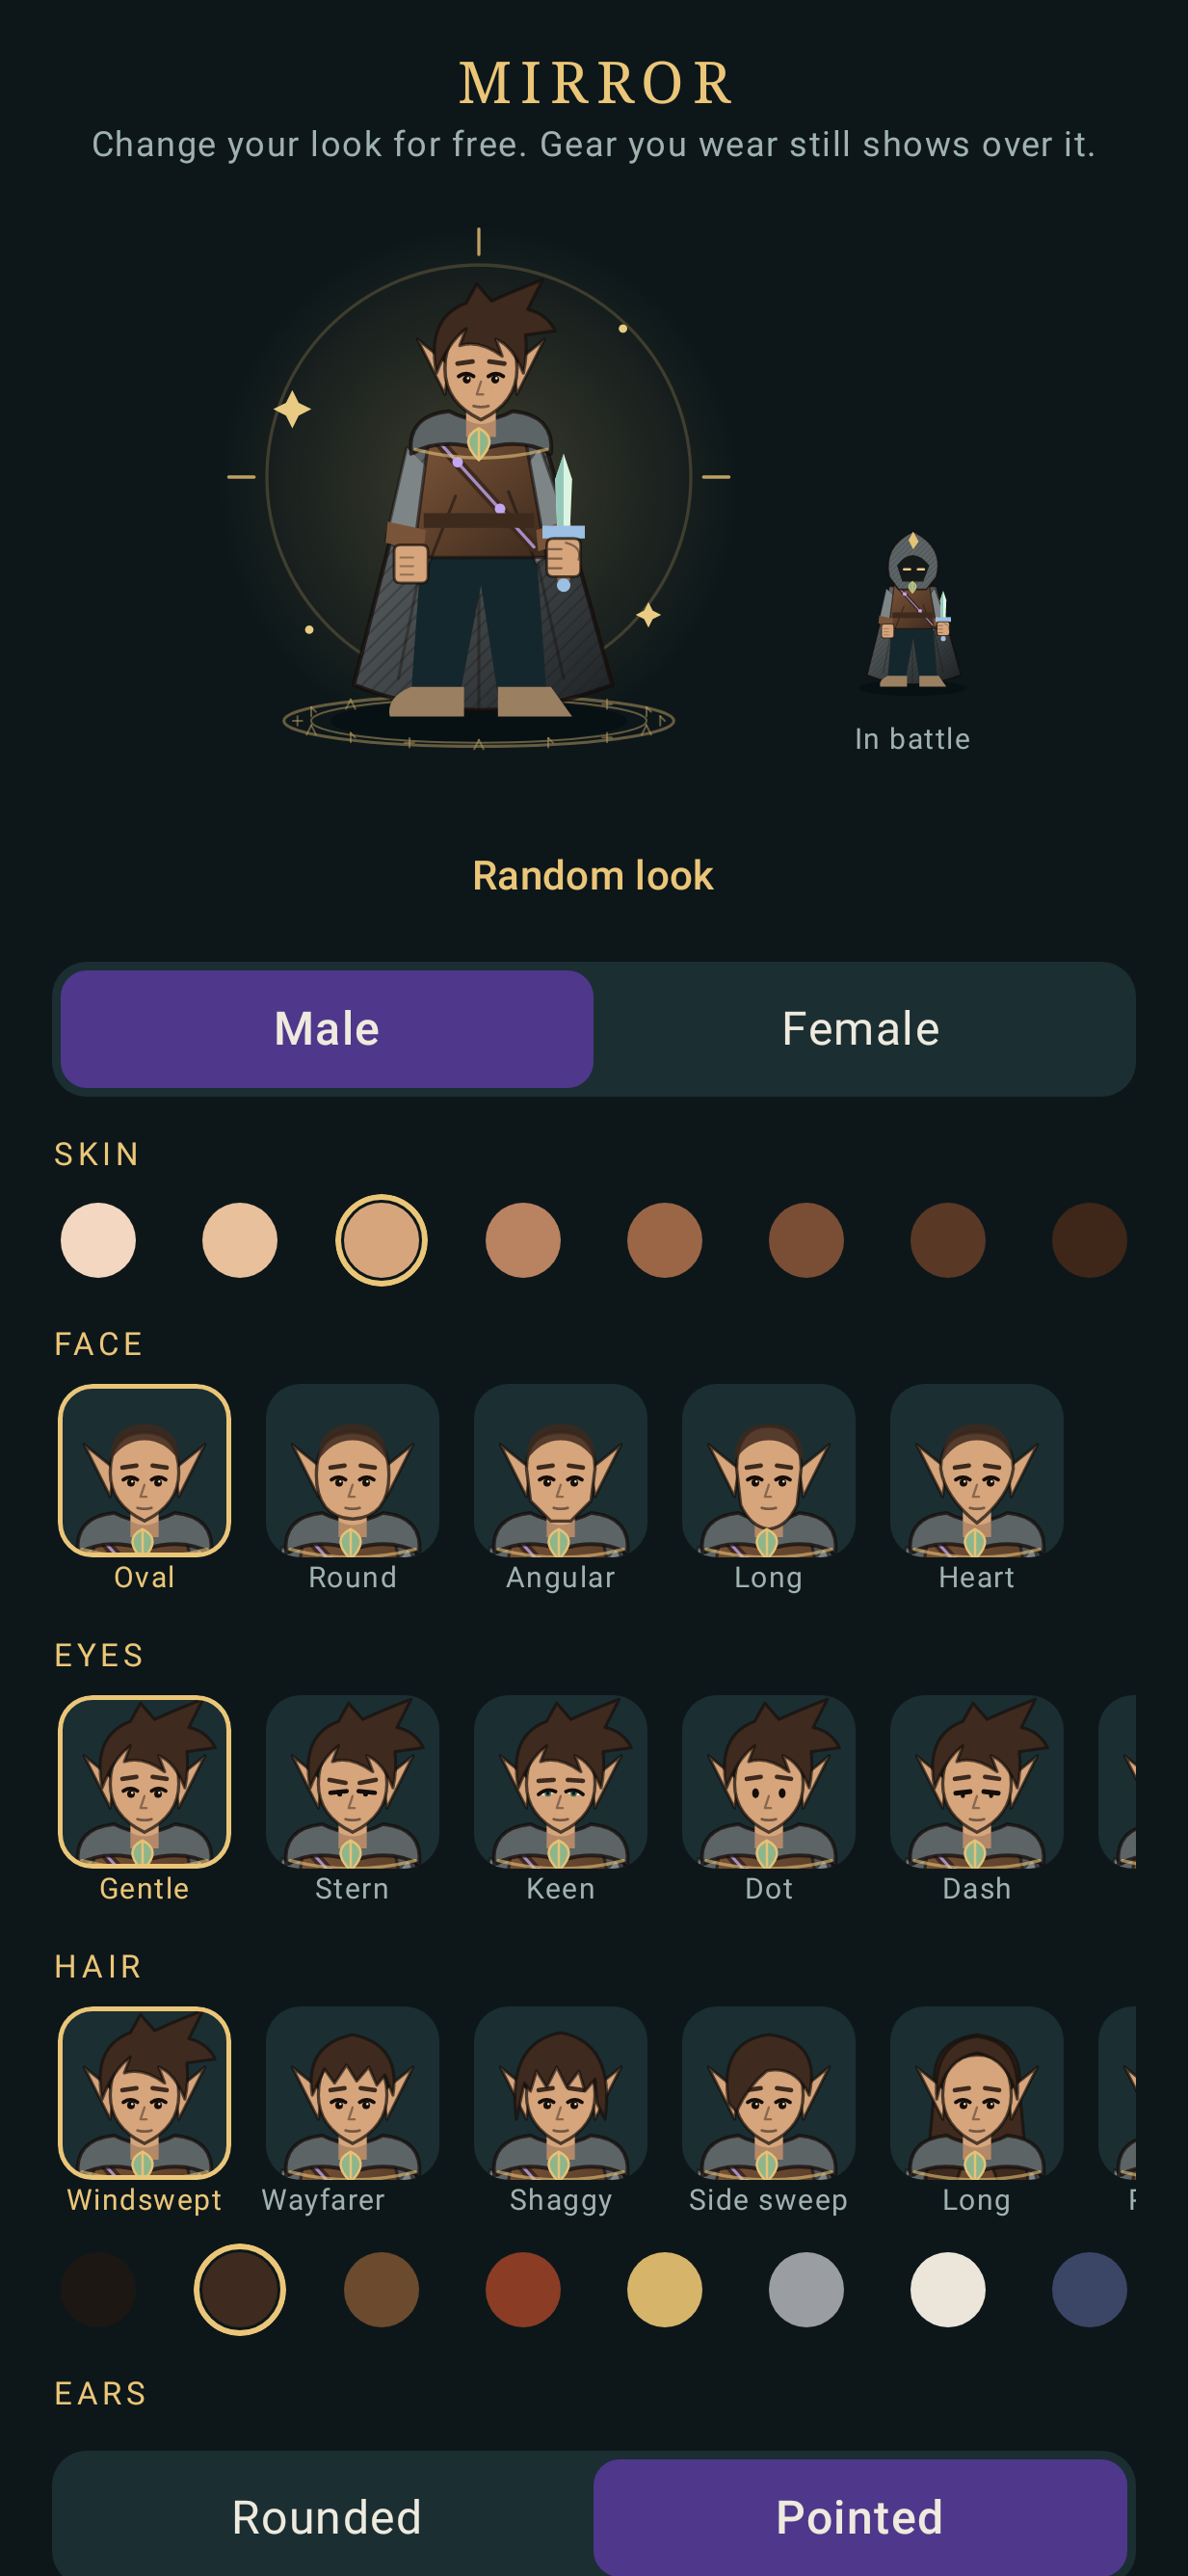 MIRROR
Change your look for free. Gear you wear still shows over it.
In battle
Random look
Male Female
SKIN
FACE
Oval Round Angular Long Heart
EYES
Gentle Stern Keen Dot Dash
HAIR
Windswept Wayfarer Shaggy Side sweep Long
EARS
Rounded Pointed